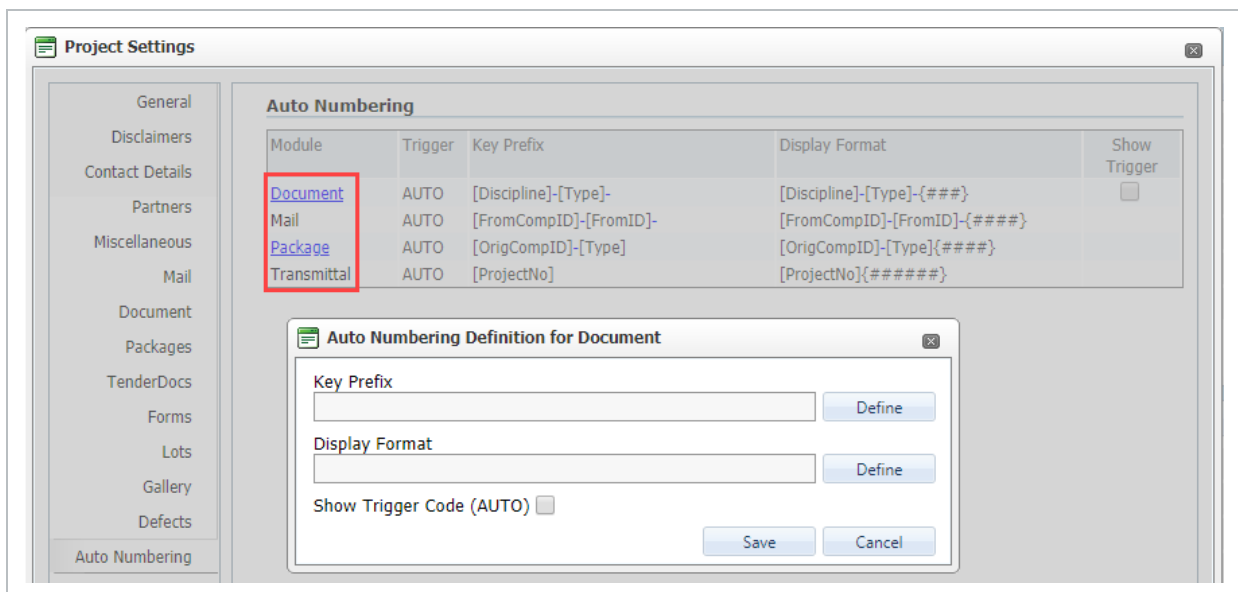 Project Settings
General
Disclaimers
Contact Details
Partners
Miscellaneous
Mail
Document
Packages
TenderDocs
Forms
Lots
Gallery
Defects
Auto Numbering
Auto Numbering
Module Trigger Key Prefix Display Format Show Trigger
Document AUTO [Discipline]-[Type]- [Discipline]-[Type]-{###}
Mail AUTO [FromCompID]-[FromID]- [FromCompID]-[FromID]-{####}
Package AUTO [OrigCompID]-[Type] [OrigCompID]-[Type]{####}
Transmittal AUTO [ProjectNo] [ProjectNo]{######}
Auto Numbering Definition for Document
Key Prefix
Define
Display Format
Define
Show Trigger Code (AUTO)
Save Cancel